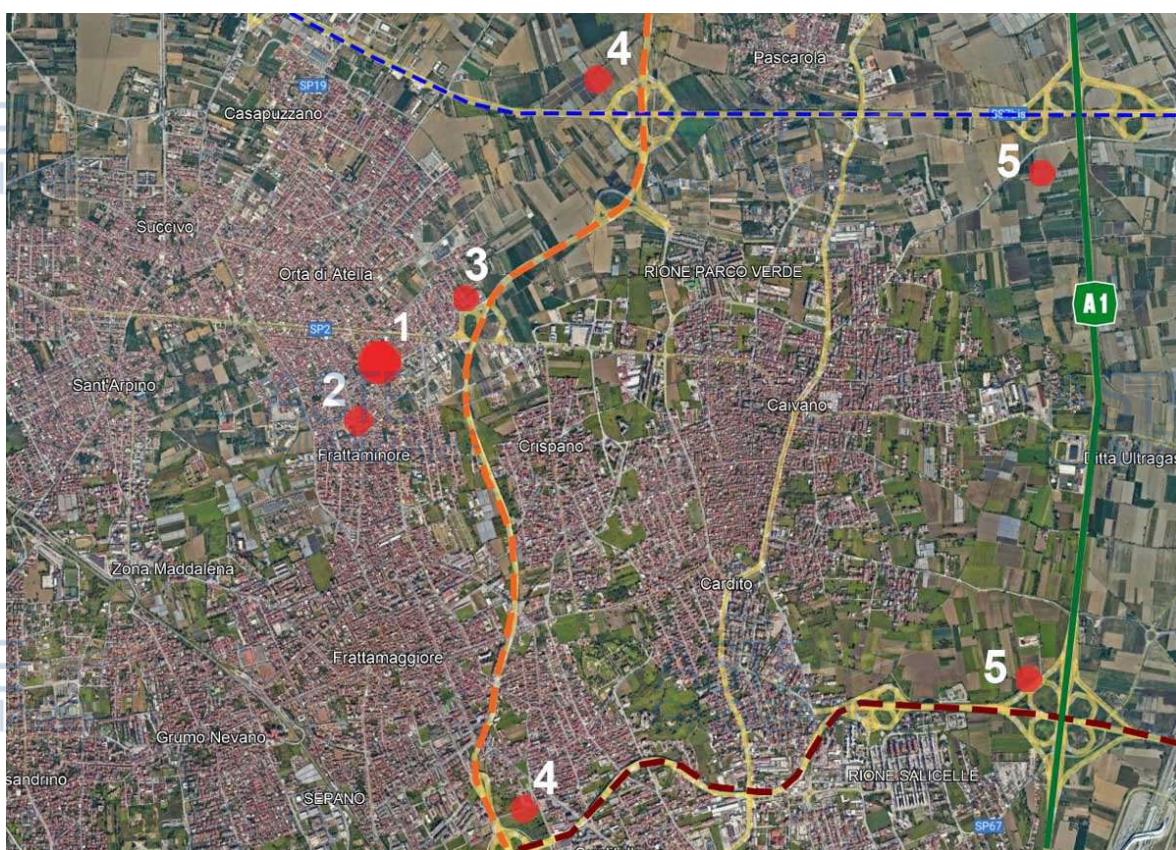 4
Pascarola
SP19
Casapuzzano
5
Succivo
3
Orta di Atella
RIONE PARCO VERDE
A1
SP2
1
Sant'Arpino
2
Caivano
Frattaminore
Crispano
Ditta Ultragas
Zona Maddalena
Cardito
Frattamaggiore
5
Grumo Nevano
sandrino
SEPANO
4
RIONE SALICELLE
SP67